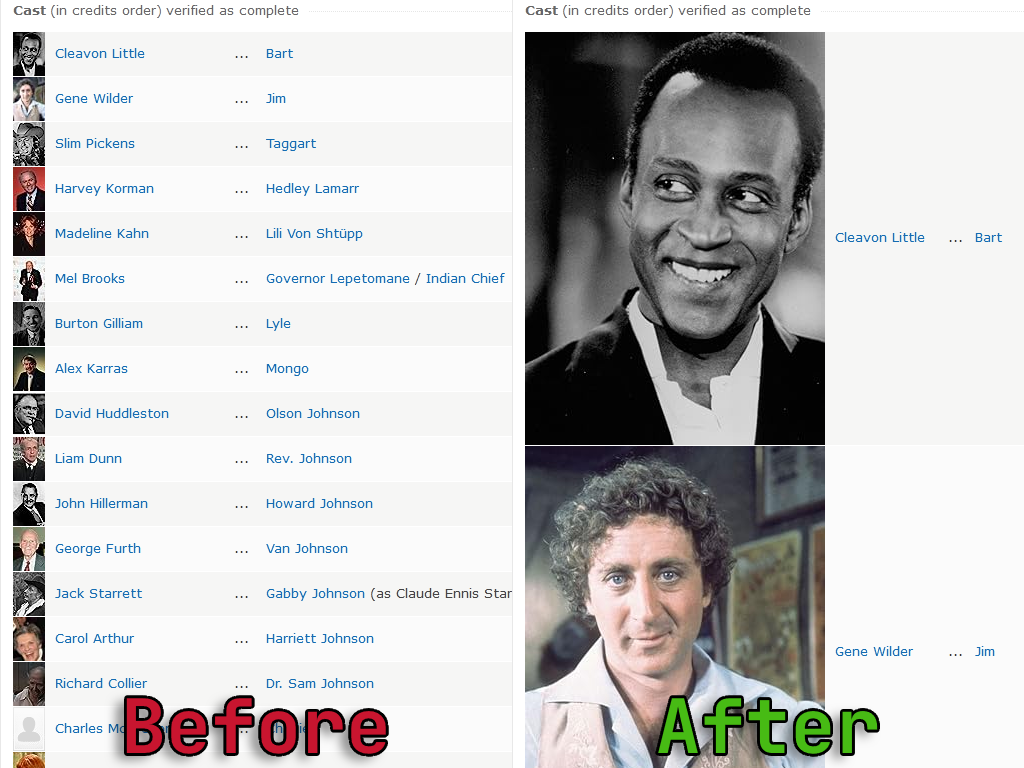 Cast (in credits order) verified as complete
Cleavon Little ... Bart
Gene Wilder ... Jim
Slim Pickens ... Taggart
Harvey Korman ... Hedley Lamarr
Madeline Kahn ... Lili Von Shtüpp
Mel Brooks ... Governor Lepetomane / Indian Chief
Burton Gilliam ... Lyle
Alex Karras ... Mongo
David Huddleston ... Olson Johnson
Liam Dunn ... Rev. Johnson
John Hillerman ... Howard Johnson
George Furth ... Van Johnson
Jack Starrett ... Gabby Johnson (as Claude Ennis Star
Carol Arthur ... Harriett Johnson
Richard Collier ... Dr. Sam Johnson
Charles
Before
Cast (in credits order) verified as complete
Cleavon Little ... Bart
Gene Wilder ... Jim
After